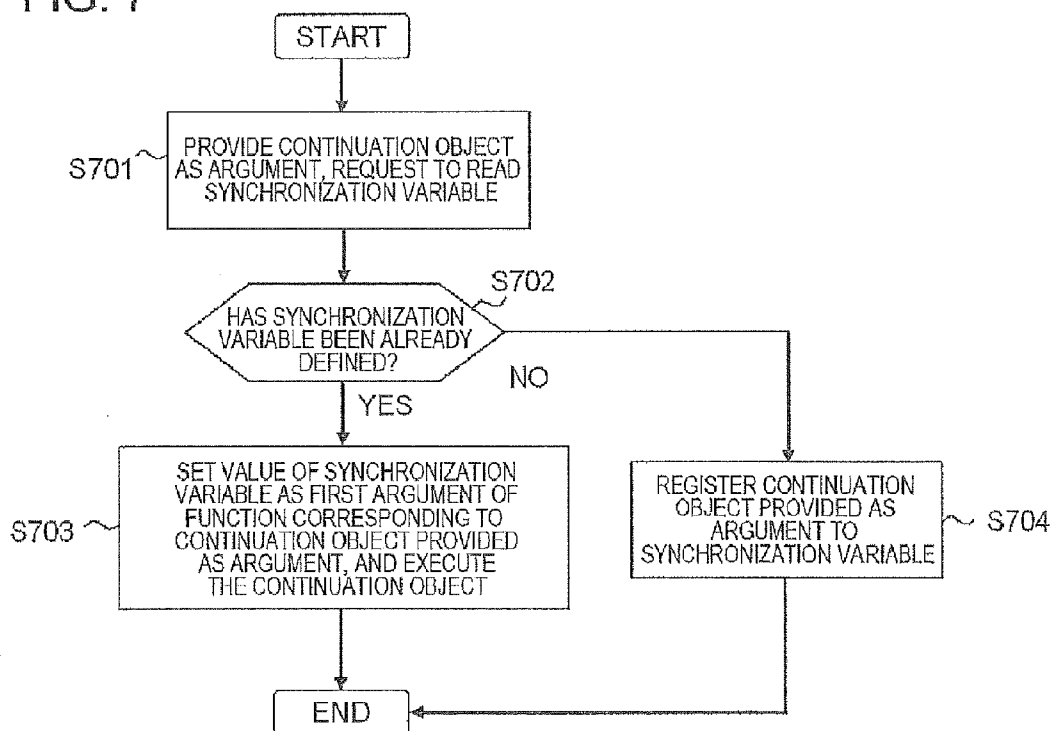 FIG. 7
START
S701
PROVIDE CONTINUATION OBJECT
AS ARGUMENT, REQUEST TO READ
SYNCHRONIZATION VARIABLE
S702
HAS SYNCHRONIZATION
VARIABLE BEEN ALREADY
DEFINED?
NO
YES
S703
SET VALUE OF SYNCHRONIZATION
VARIABLE AS FIRST ARGUMENT OF
FUNCTION CORRESPONDING TO
CONTINUATION OBJECT PROVIDED
AS ARGUMENT, AND EXECUTE
THE CONTINUATION OBJECT
REGISTER CONTINUATION
OBJECT PROVIDED AS
ARGUMENT TO
SYNCHRONIZATION VARIABLE
S704
END